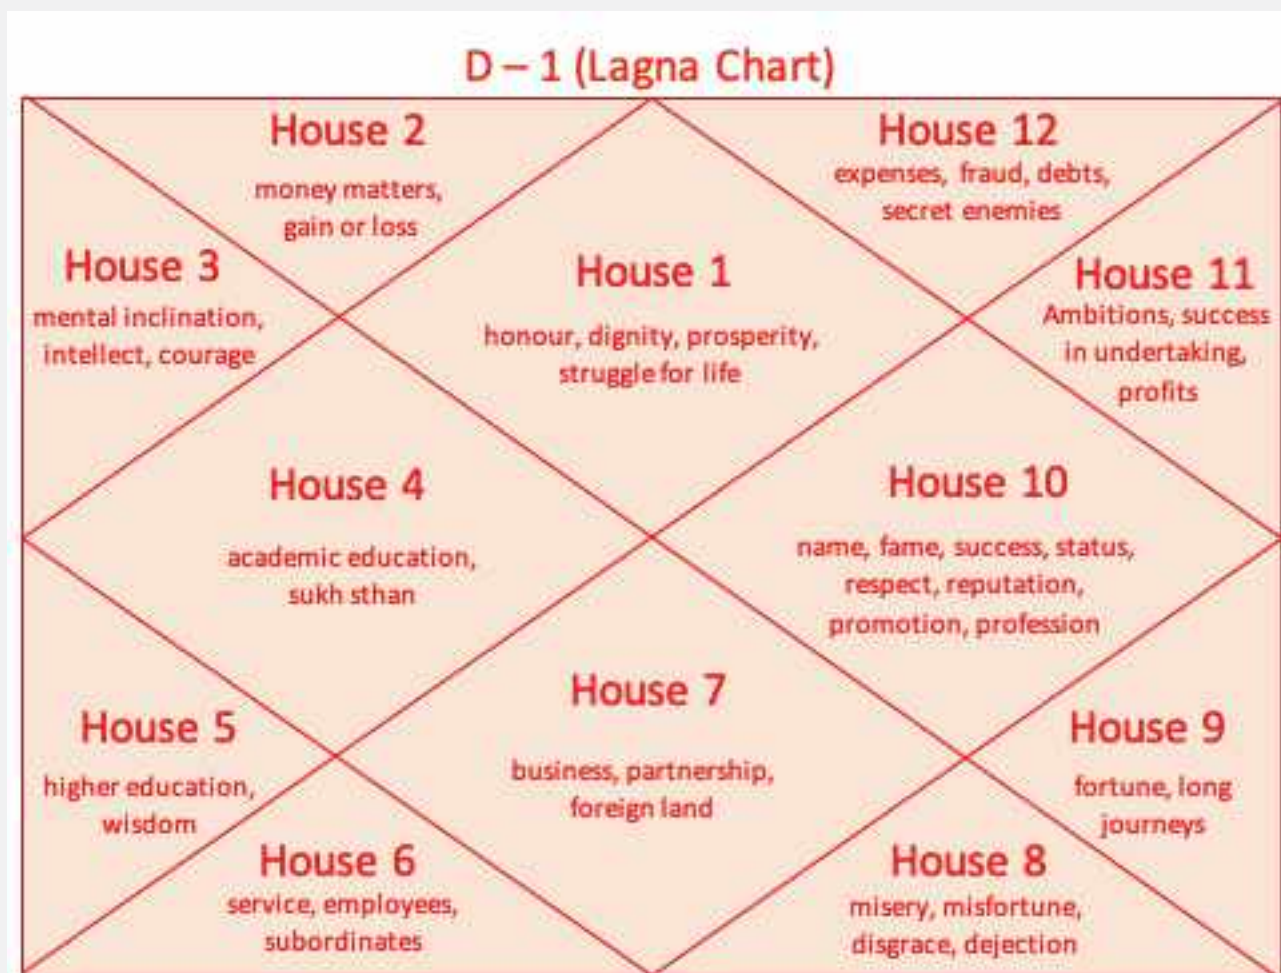 D – 1 (Lagna Chart)
House 2
money matters,
gain or loss
House 12
expenses, fraud, debts,
secret enemies
House 3
mental inclination,
intellect, courage
House 1
honour, dignity, prosperity,
struggle for life
House 11
Ambitions, success
in undertaking,
profits
House 4
academic education,
sukh sthan
House 10
name, fame, success, status,
respect, reputation,
promotion, profession
House 5
higher education,
wisdom
House 7
business, partnership,
foreign land
House 9
fortune, long
journeys
House 6
service, employees,
subordinates
House 8
misery, misfortune,
disgrace, dejection